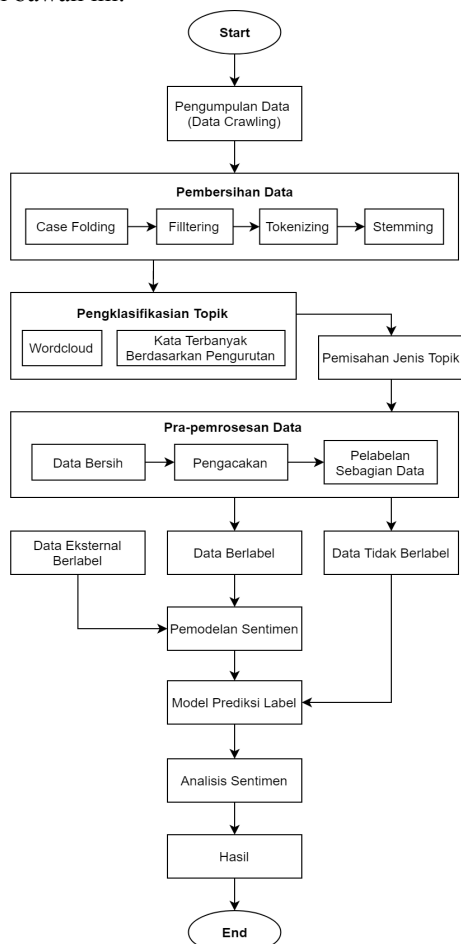 Start
Pengumpulan Data
(Data Crawling)
Pembersihan Data
Case Folding
Filltering
Tokenizing
Stemming
Pengklasifikasian Topik
Wordcloud
Kata Terbanyak
Berdasarkan Pengurutan
Pemisahan Jenis Topik
Pra-pemrosesan Data
Data Bersih
Pengacakan
Pelabelan
Sebagian Data
Data Eksternal
Berlabel
Data Berlabel
Data Tidak Berlabel
Pemodelan Sentimen
Model Prediksi Label
Analisis Sentimen
Hasil
End